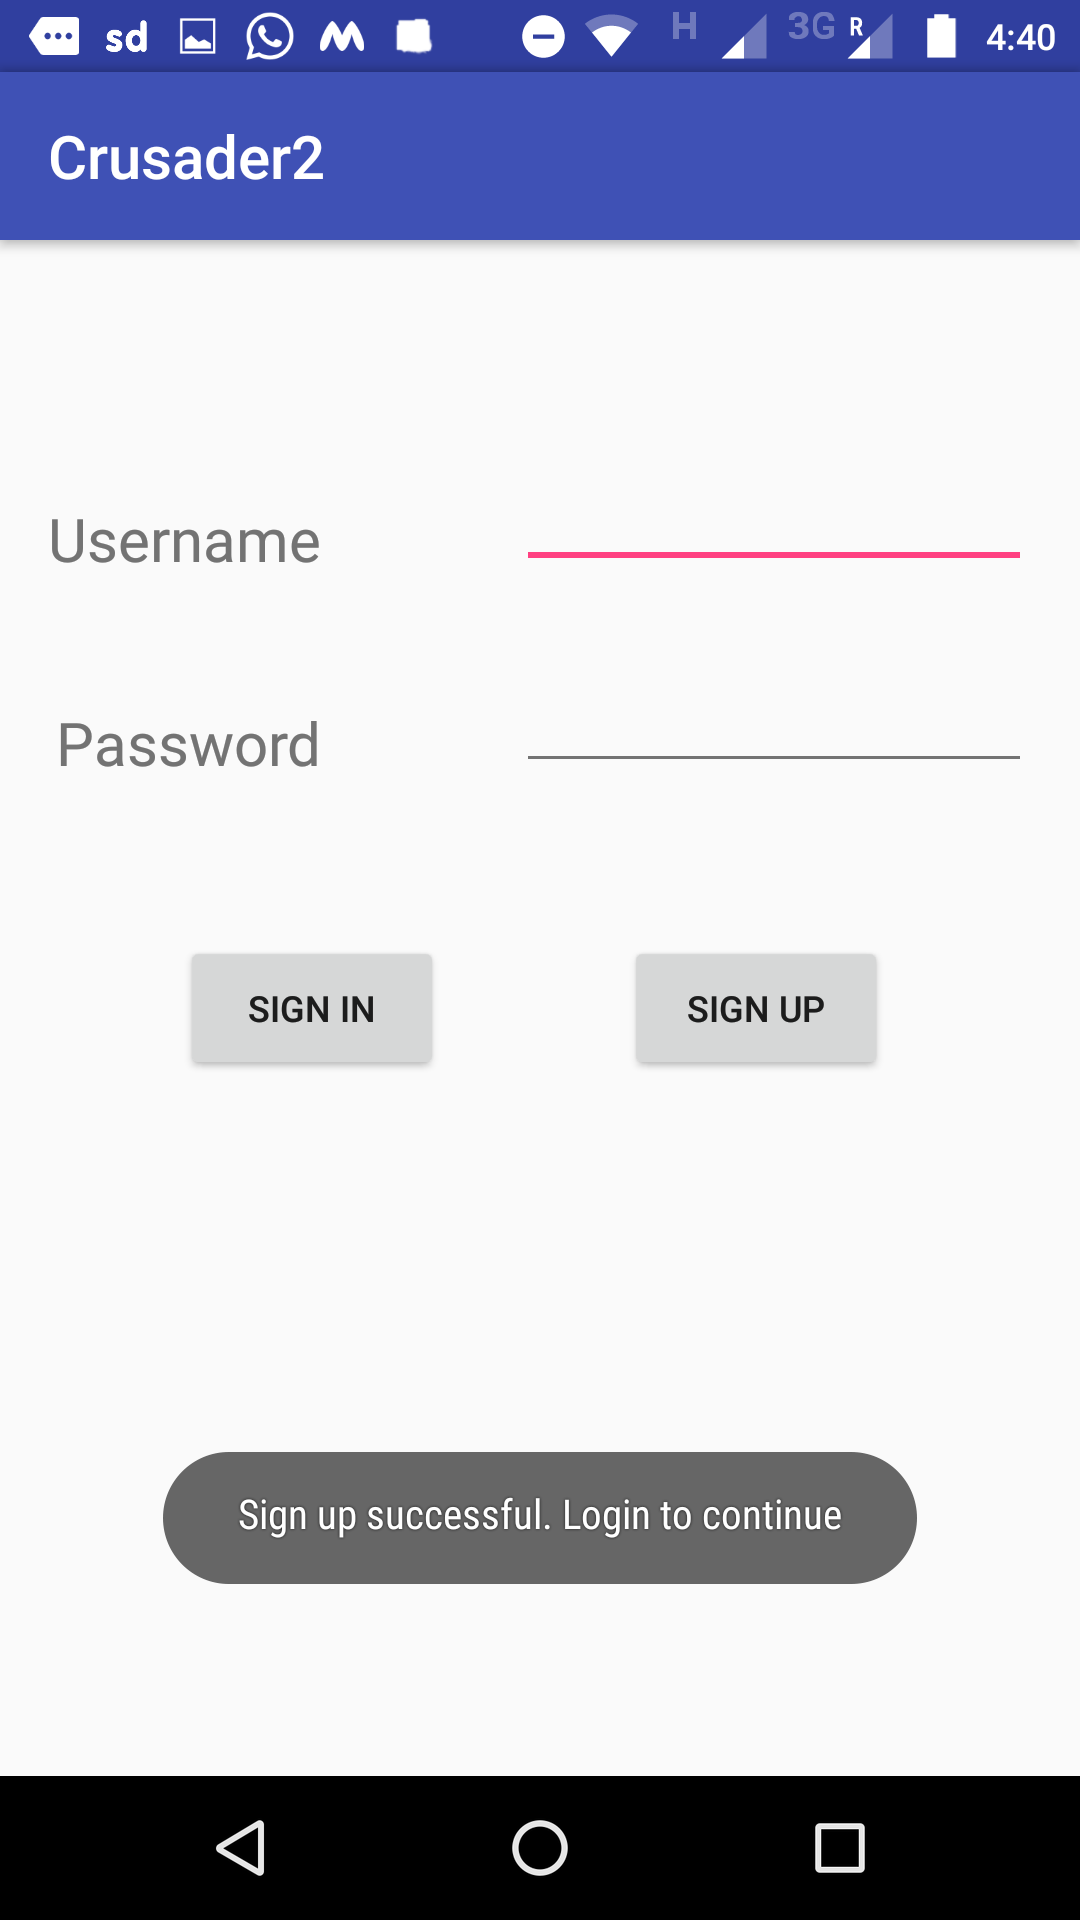 sd H 3G R 4:40
Crusader2
Username
Password
SIGN IN SIGN UP
Sign up successful. Login to continue